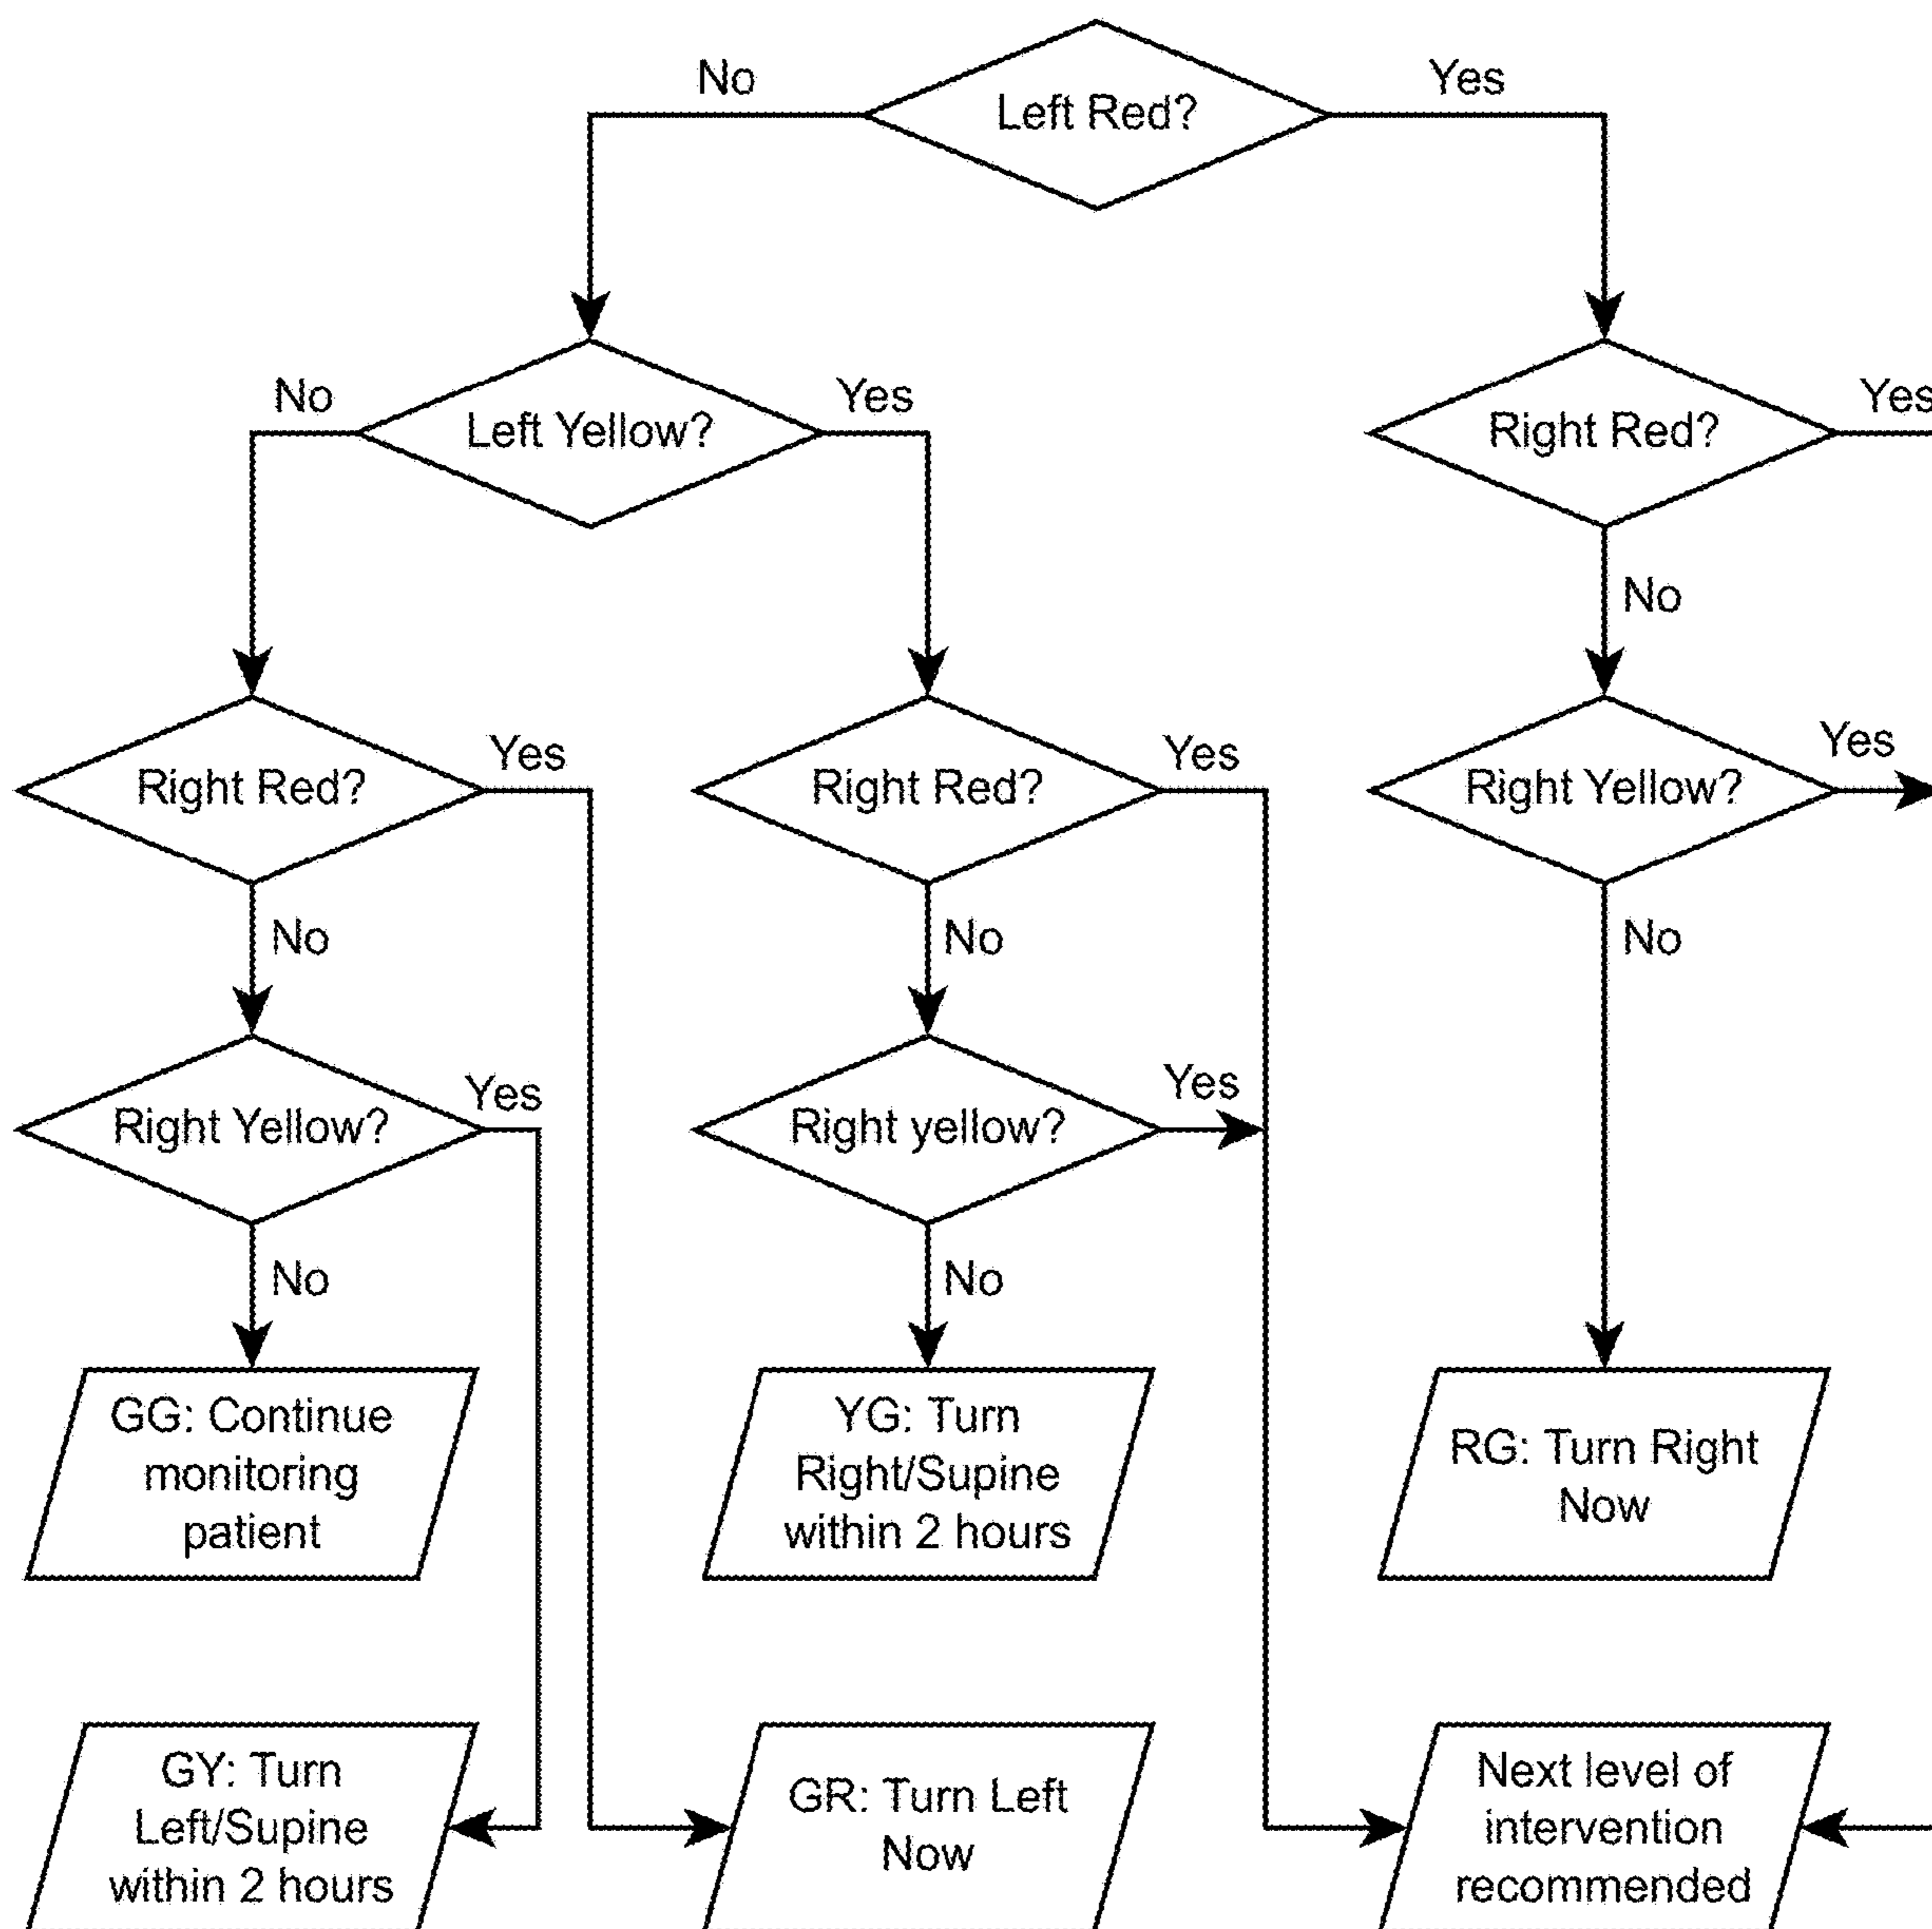 No
Left Red?
Yes
No
Left Yellow?
Yes
Right Red?
Yes
No
Right Red?
Yes
Right Red?
Yes
Right Yellow?
Yes
No
No
No
Right Yellow?
Yes
Right yellow?
Yes
No
No
GG: Continue
monitoring
patient
YG: Turn
Right/Supine
within 2 hours
RG: Turn Right
Now
GY: Turn
Left/Supine
within 2 hours
GR: Turn Left
Now
Next level of
intervention
recommended